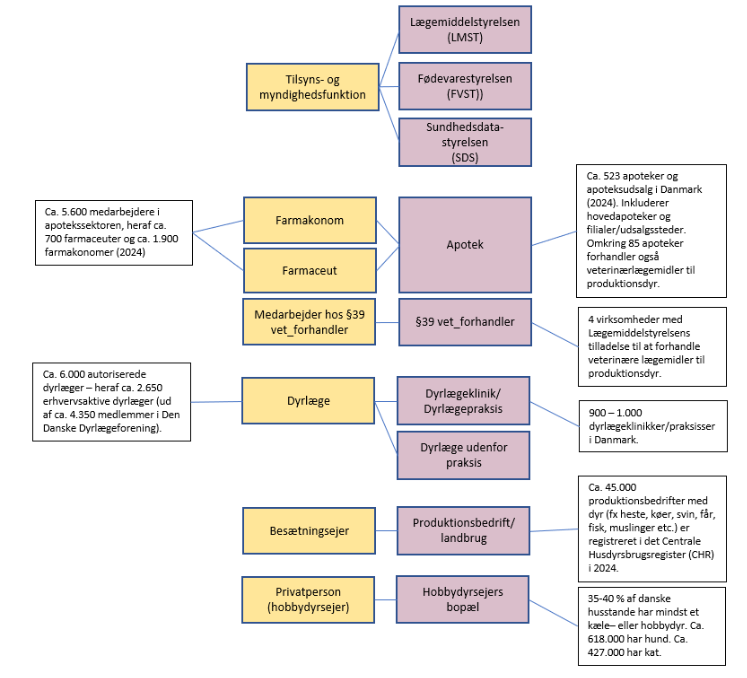 Lægemiddelstyrelsen
(LMST)
Tilsyns- og
myndighedsfunktion
Fødevarestyrelsen
(FVST))
Sundhedsdata-
styrelsen
(SDS)
Ca. 5.600 medarbejdere i
apotekssektoren, heraf ca.
700 farmaceuter og ca. 1.900
farmakonomer (2024)
Farmakonom
Farmaceut
Apotek
Ca. 523 apoteker og
apoteksudsalg i Danmark
(2024). Inkluderer
hovedapoteker og
filialer/udsalgssteder.
Omkring 85 apoteker
forhandler også
veterinærlægemidler til
produktionsdyr.
Medarbejder hos §39
vet_forhandler
§39 vet_forhandler
4 virksomheder med
Lægemiddelstyrelsens
tilladelse til at forhandle
veterinære lægemidler til
produktionsdyr.
Ca. 6.000 autoriserede
dyrlæger – heraf ca. 2.650
erhvervsaktive dyrlæger (ud
af ca. 4.350 medlemmer i Den
Danske Dyrlægeforening).
Dyrlæge
Dyrlægeklinik/
Dyrlægepraksis
Dyrlæge udenfor
praksis
900 – 1.000
dyrlægeklinikker/praksisser
i Danmark.
Besætningsejer
Produktionsbedrift/
landbrug
Ca. 45.000
produktionsbedrifter med
dyr (fx heste, køer, svin, får,
fisk, muslinger etc.) er
registreret i det Centrale
Husdyrsbrugsregister (CHR)
i 2024.
Privatperson
(hobbydyrsejer)
Hobbydyrsejers
bopæl
35-40 % af danske
husstande har mindst et
kæle– eller hobbydyr. Ca.
618.000 har hund. Ca.
427.000 har kat.